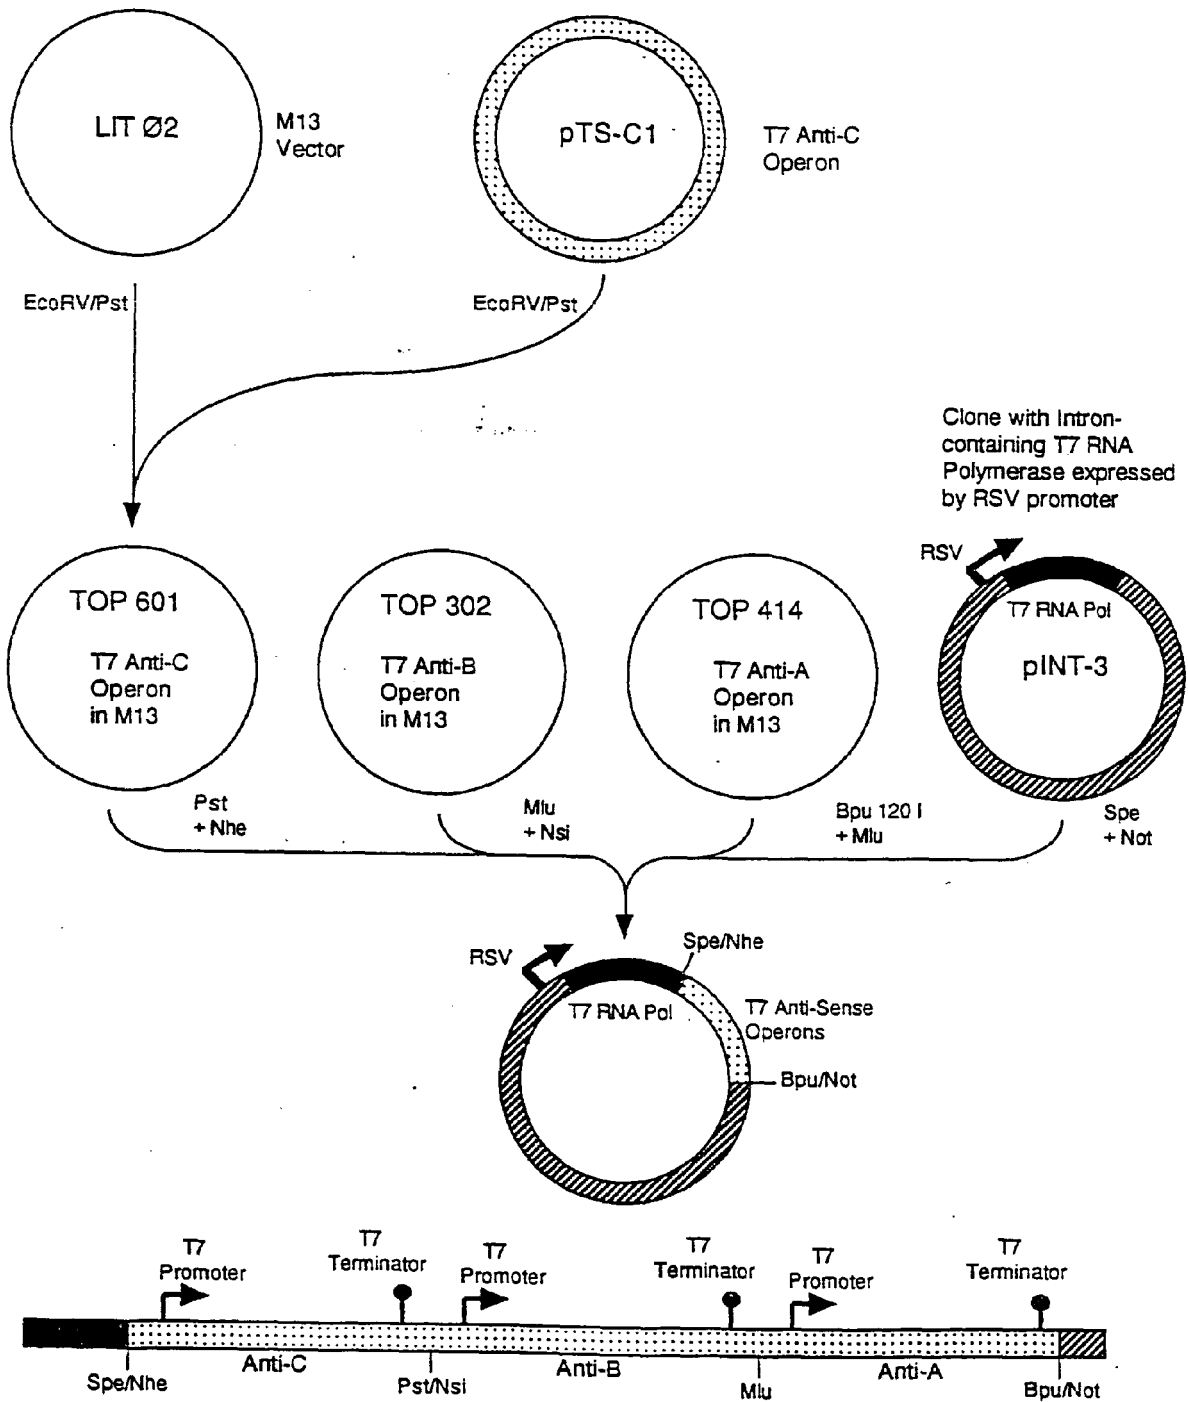 LIT Ø2
M13
Vector
pTS-C1
T7 Anti-C
Operon
EcoRV/Pst
EcoRV/Pst
Clone with Intron-
containing T7 RNA
Polymerase expressed
by RSV promoter
RSV
TOP 601
T7 Anti-C
Operon
in M13
TOP 302
T7 Anti-B
Operon
in M13
TOP 414
T7 Anti-A
Operon
in M13
T7 RNA Pol
pINT-3
Pst
+ Nhe
Mlu
+ Nsi
Bpu 120 I
+ Mlu
Spe
+ Not
RSV
Spe/Nhe
T7 RNA Pol
T7 Anti-Sense
Operons
Bpu/Not
T7
Promoter
T7
Terminator
T7
Promoter
T7
Terminator
T7
Promoter
T7
Terminator
Anti-C
Anti-B
Anti-A
Spe/Nhe
Pst/Nsi
Mlu
Bpu/Not